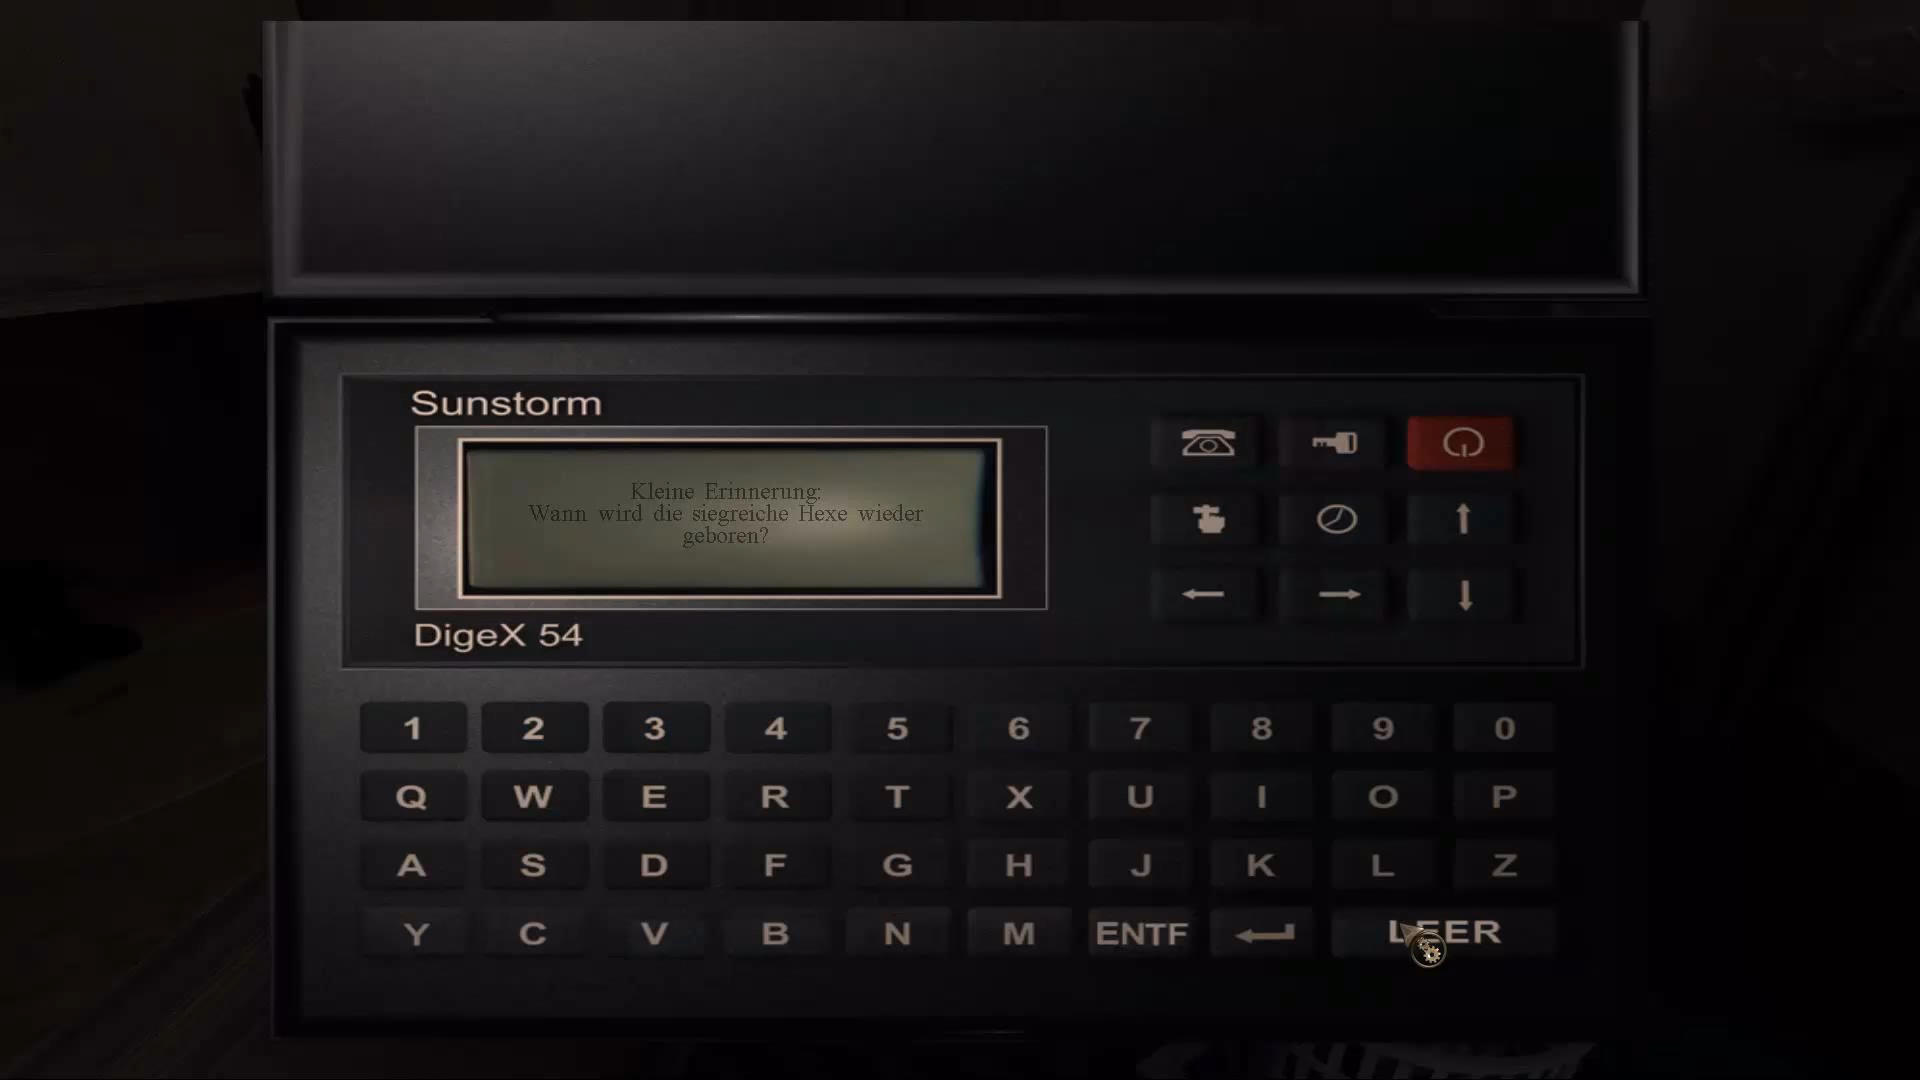 Sunstorm
Kleine Erinnerung:
Wann wird die siegreiche Hexe wieder
geboren?
DigeX 54
1 2 3 4 5 6 7 8 9 0
Q W E R T X U I O P
A S D F G H J K L Z
Y C V B N M ENTF LEER